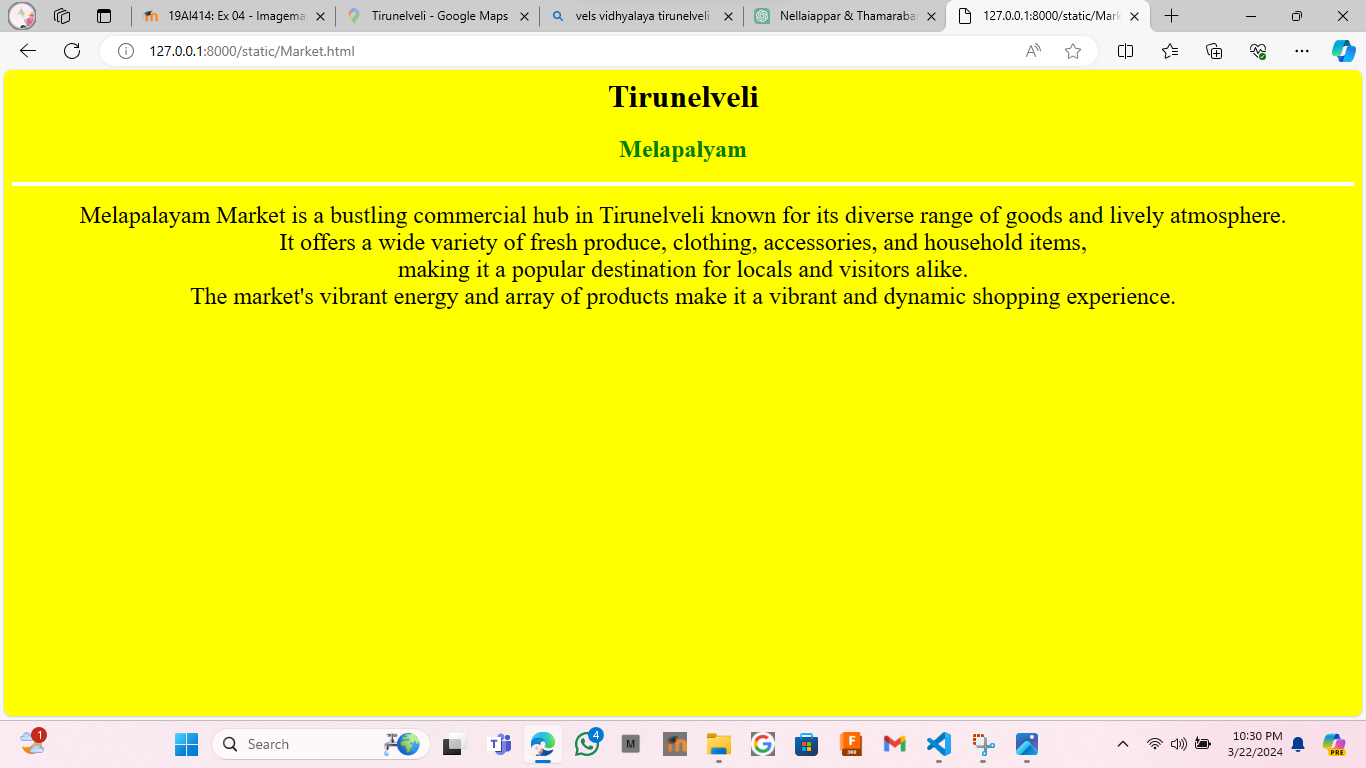 19AI414: Ex 04 - Imagema
Tirunelveli - Google Maps
vels vidhyalaya tirunelveli
Nellaiappar & Thamaraba
127.0.0.1:8000/static/Mark
127.0.0.1:8000/static/Market.html
Tirunelveli
Melapalyam
Melapalayam Market is a bustling commercial hub in Tirunelveli known for its diverse range of goods and lively atmosphere.
It offers a wide variety of fresh produce, clothing, accessories, and household items,
making it a popular destination for locals and visitors alike.
The market's vibrant energy and array of products make it a vibrant and dynamic shopping experience.
1
Search
4
M
F
360
10:30 PM
3/22/2024
PRE